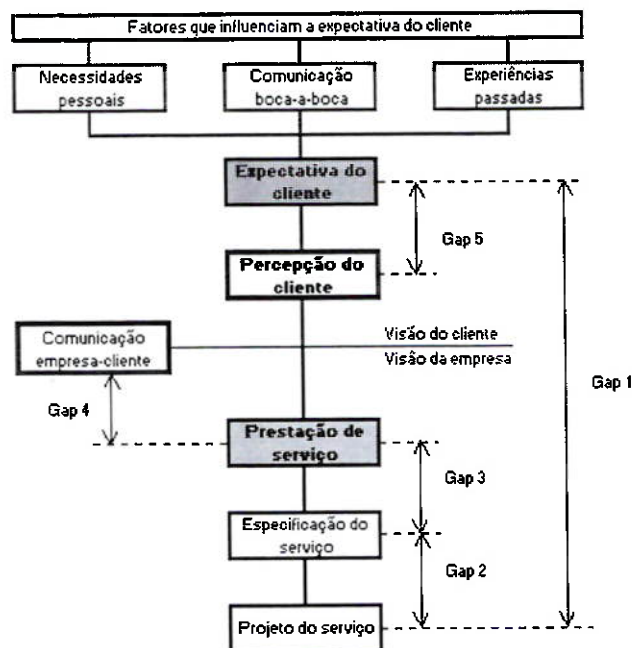 Fatores que influenciam a expectativa do cliente
Necessidades
pessoais
Comunicação
boca-a-boca
Experiências
passadas
Expectativa do
cliente
Gap 5
Percepção do
cliente
Comunicação
empresa-cliente
Visão do cliente
Visão da empresa
Gap 1
Gap 4
Prestação de
serviço
Gap 3
Especificação do
serviço
Gap 2
Projeto do serviço